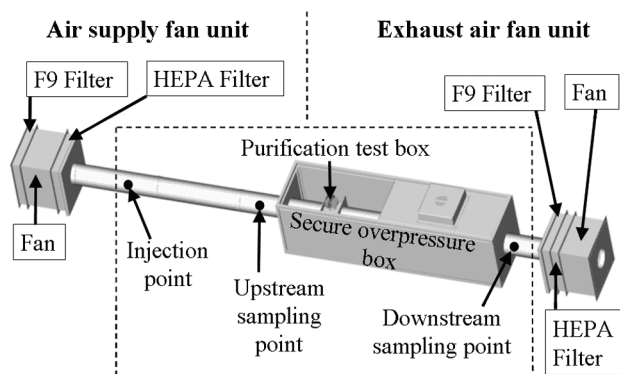 Air supply fan unit
Exhaust air fan unit
F9 Filter
HEPA Filter
F9 Filter
Fan
Purification test box
Secure overpressure
box
Fan
Injection
point
Upstream
sampling
point
Downstream
sampling point
HEPA
Filter